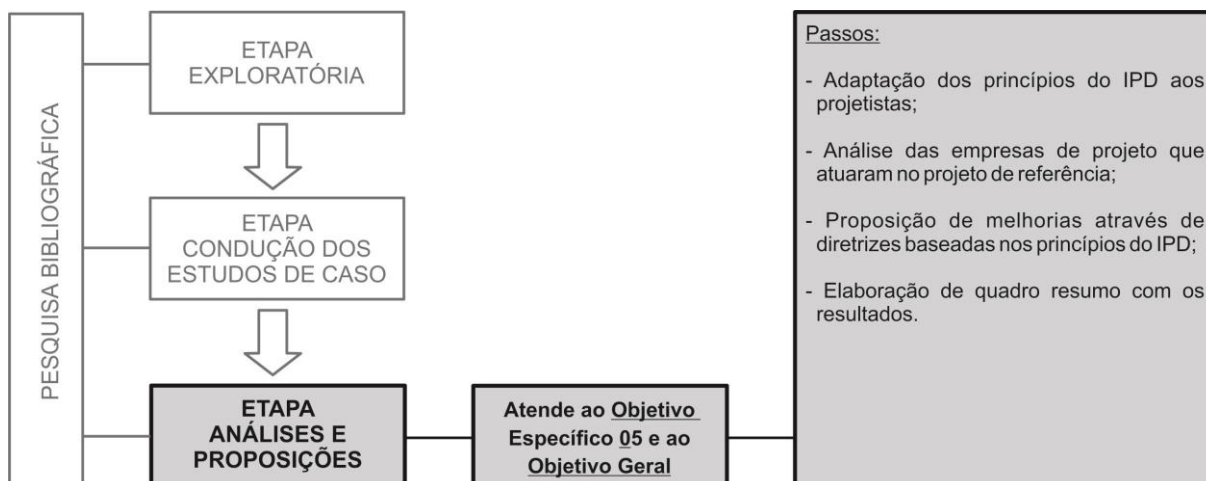 PESQUISA BIBLIOGRÁFICA
ETAPA
EXPLORATÓRIA
ETAPA
CONDUÇÃO DOS
ESTUDOS DE CASO
ETAPA
ANÁLISES E
PROPOSIÇÕES
Atende ao Objetivo
Específico 05 e ao
Objetivo Geral
Passos:
- Adaptação dos princípios do IPD aos
projetistas;
- Análise das empresas de projeto que
atuaram no projeto de referência;
- Proposição de melhorias através de
diretrizes baseadas nos princípios do IPD;
- Elaboração de quadro resumo com os
resultados.